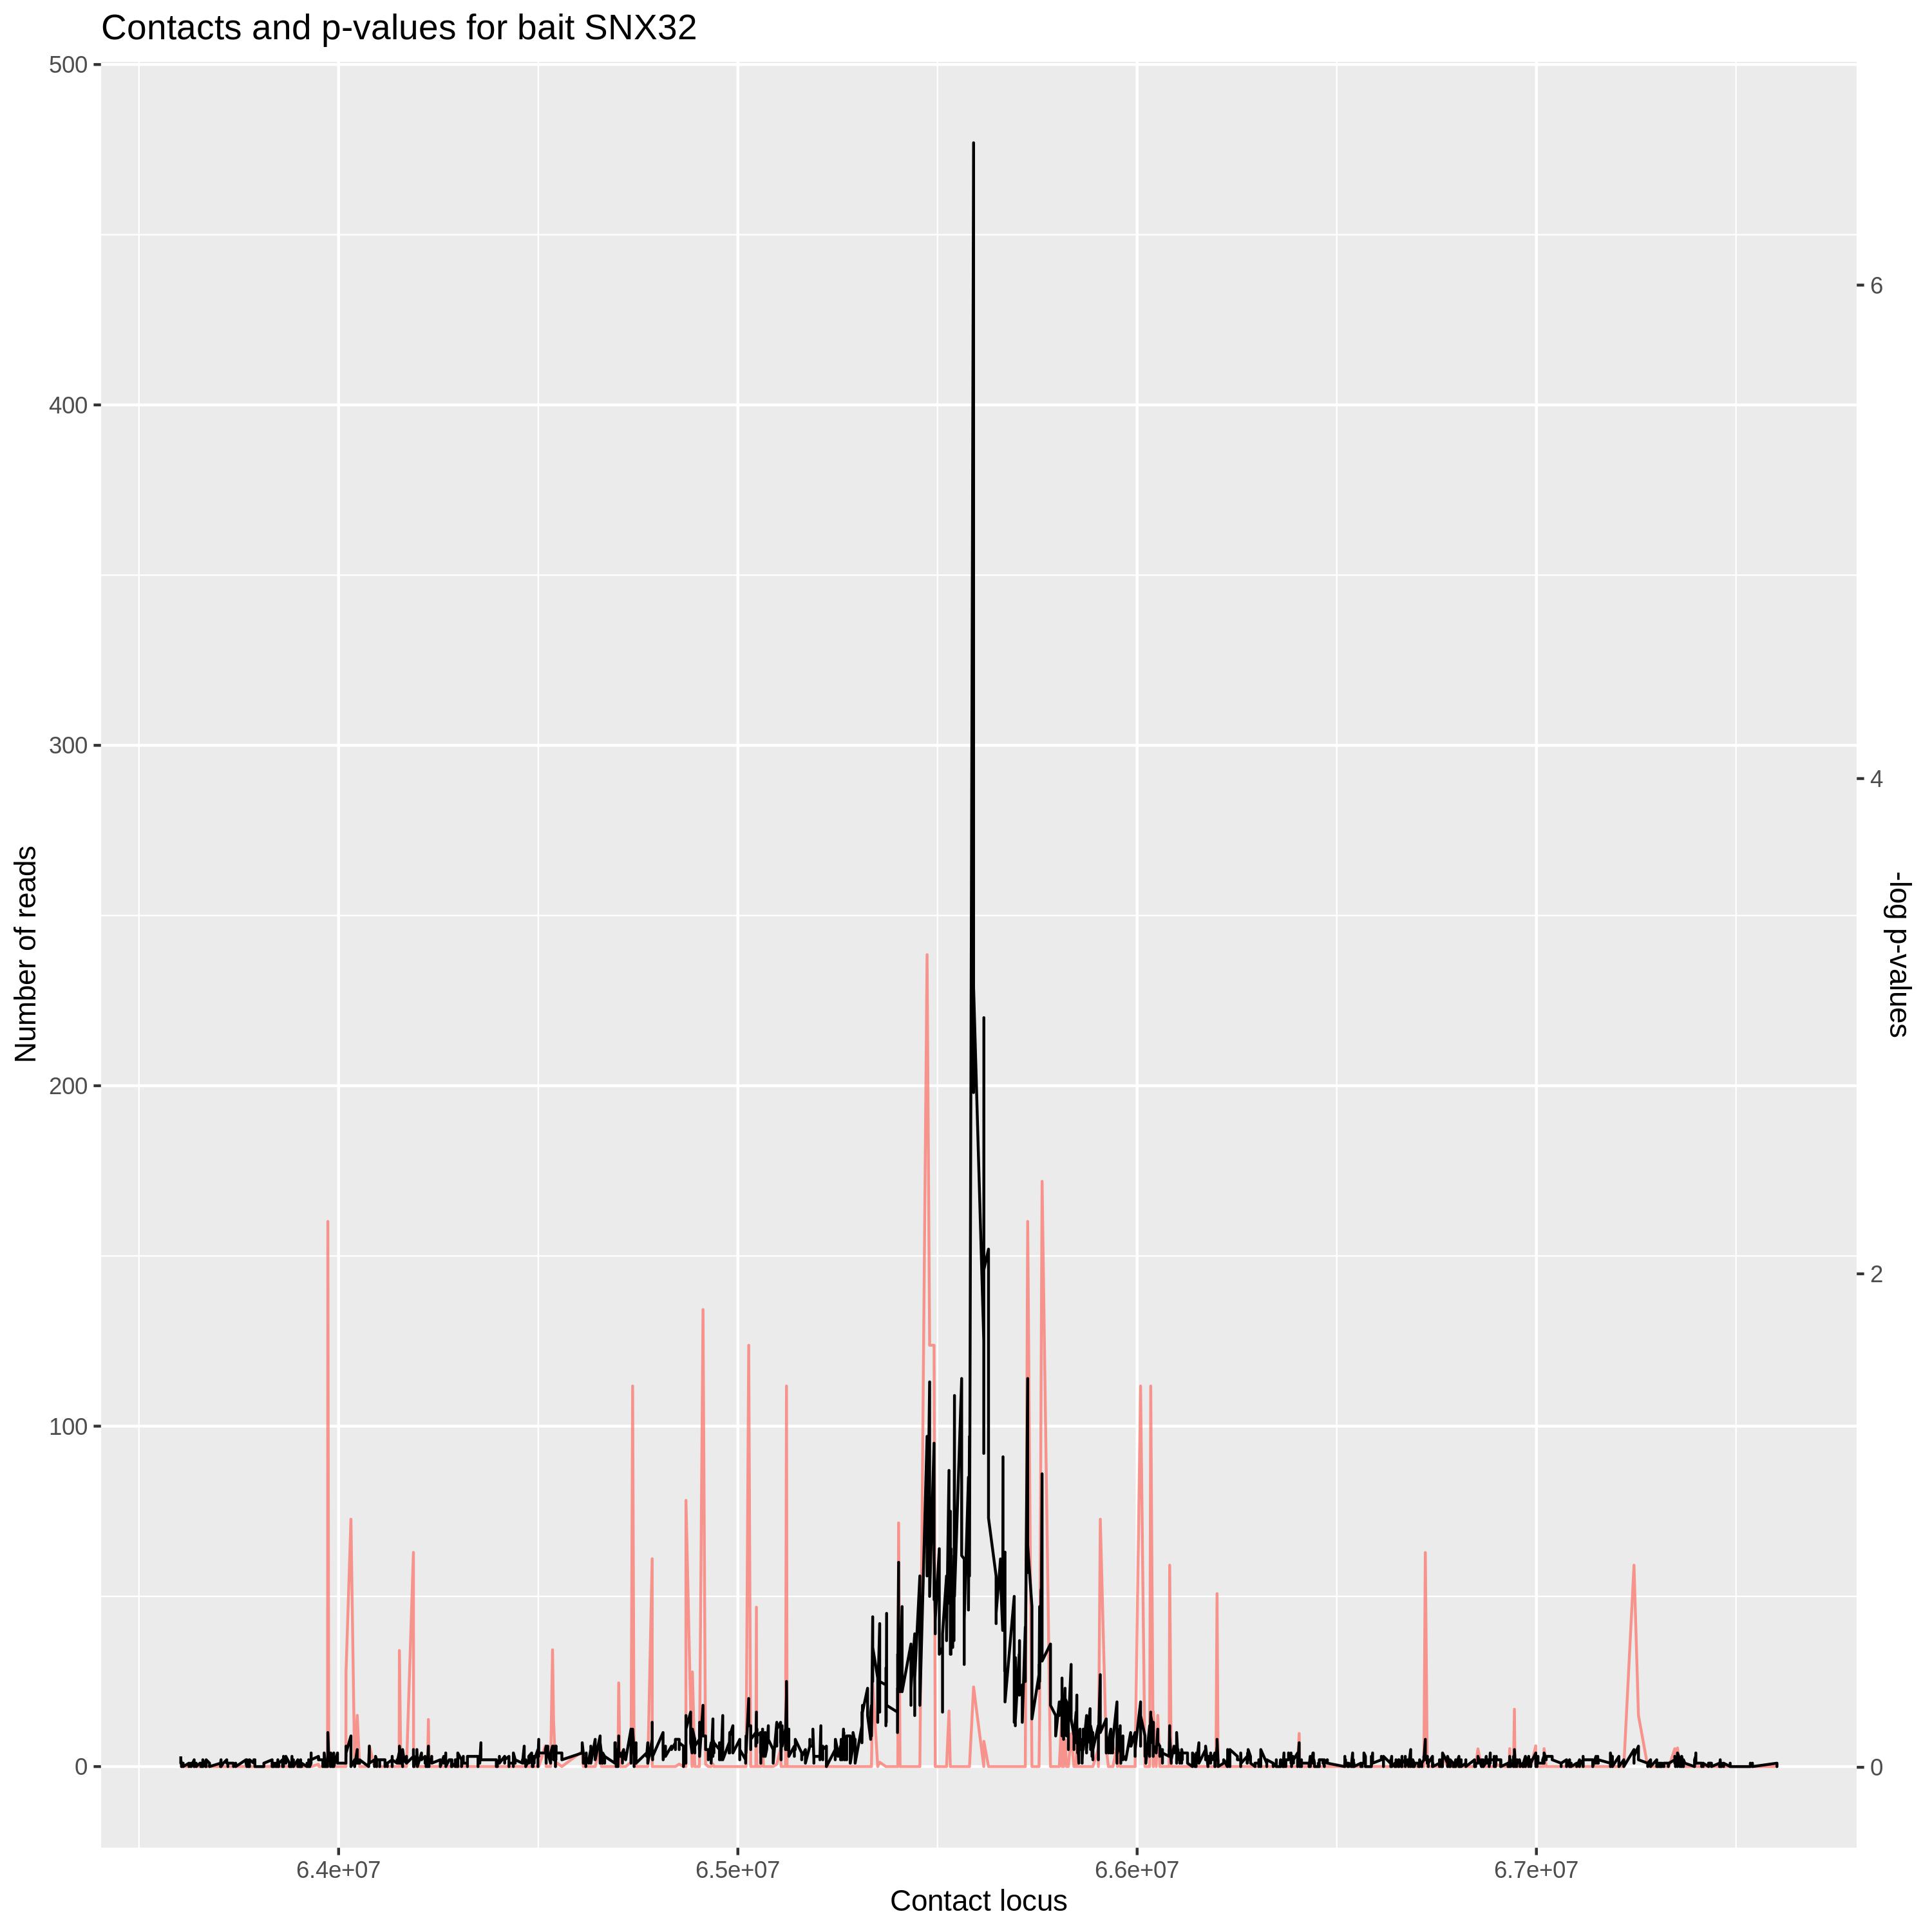 Contacts and p-values for bait SNX32
500
400
300
200
100
0
Number of reads
6
4
2
0
-log p-values
6.4e+07
6.5e+07
6.6e+07
6.7e+07
Contact locus